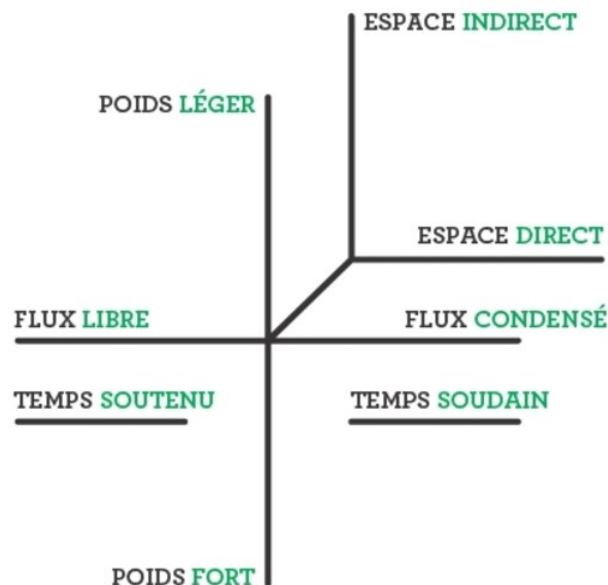 ESPACE INDIRECT
POIDS LÉGER
ESPACE DIRECT
FLUX LIBRE
FLUX CONDENSÉ
TEMPS SOUTENU
TEMPS SOUDAIN
POIDS FORT